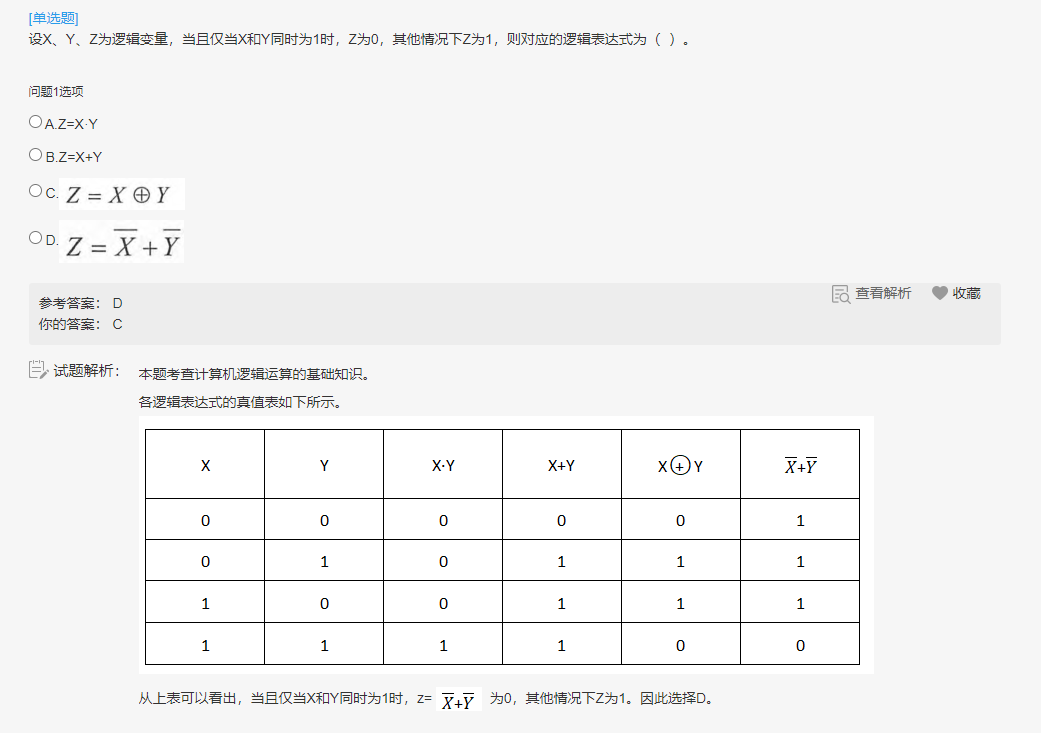 [单选题]
设X、Y、Z为逻辑变量，当且仅当X和Y同时为1时，Z为0，其他情况下Z为1，则对应的逻辑表达式为（ ）。
问题1选项
A.Z=X·Y
B.Z=X+Y
C. Z = X ⊕ Y
D. Z = X̅ + Y̅
参考答案： D
查看解析 收藏
你的答案： C
试题解析： 本题考查计算机逻辑运算的基础知识。
各逻辑表达式的真值表如下所示。
X Y X·Y X+Y X⊕Y X̅+Y̅
0 0 0 0 0 1
0 1 0 1 1 1
1 0 0 1 1 1
1 1 1 1 0 0
从上表可以看出，当且仅当X和Y同时为1时，z= X̅+Y̅ 为0，其他情况下Z为1。因此选择D。